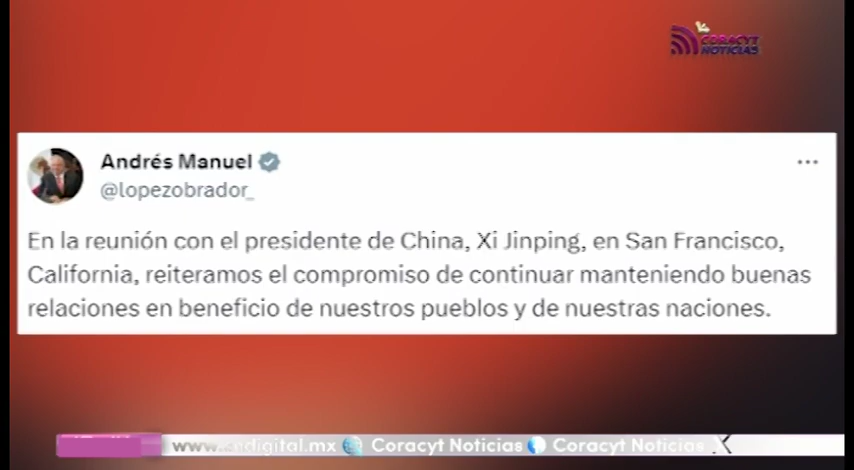 CORACYT
NOTICIAS
Andrés Manuel
@lopezobrador_
En la reunión con el presidente de China, Xi Jinping, en San Francisco,
California, reiteramos el compromiso de continuar manteniendo buenas
relaciones en beneficio de nuestros pueblos y de nuestras naciones.
digital.mx Coracyt Noticias Coracyt Noticias X